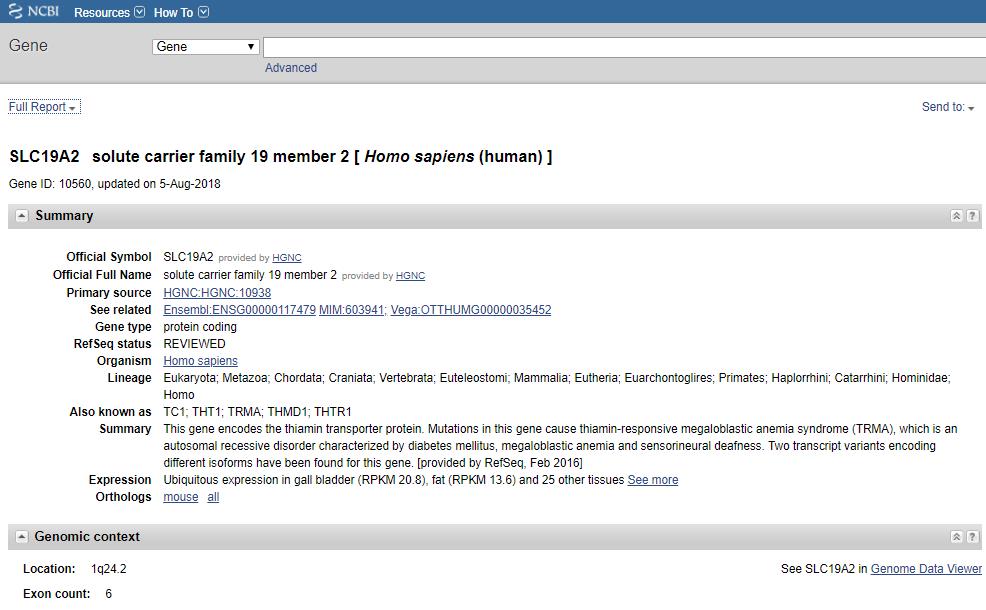 NCBI Resources How To
Gene Gene
Advanced
Full Report Send to:
SLC19A2 solute carrier family 19 member 2 [ Homo sapiens (human) ]
Gene ID: 10560, updated on 5-Aug-2018
Summary ?
Official Symbol SLC19A2 provided by HGNC
Official Full Name solute carrier family 19 member 2 provided by HGNC
Primary source HGNC:HGNC:10938
See related Ensembl:ENSG00000117479 MIM:603941; Vega:OTTHUMG00000035452
Gene type protein coding
RefSeq status REVIEWED
Organism Homo sapiens
Lineage Eukaryota; Metazoa; Chordata; Craniata; Vertebrata; Euteleostomi; Mammalia; Eutheria; Euarchontoglires; Primates; Haplorrhini; Catarrhini; Hominidae;
Homo
Also known as TC1; THT1; TRMA; THMD1; THTR1
Summary This gene encodes the thiamin transporter protein. Mutations in this gene cause thiamin-responsive megaloblastic anemia syndrome (TRMA), which is an
autosomal recessive disorder characterized by diabetes mellitus, megaloblastic anemia and sensorineural deafness. Two transcript variants encoding
different isoforms have been found for this gene. [provided by RefSeq, Feb 2016]
Expression Ubiquitous expression in gall bladder (RPKM 20.8), fat (RPKM 13.6) and 25 other tissues See more
Orthologs mouse all
Genomic context ?
Location: 1q24.2 See SLC19A2 in Genome Data Viewer
Exon count: 6